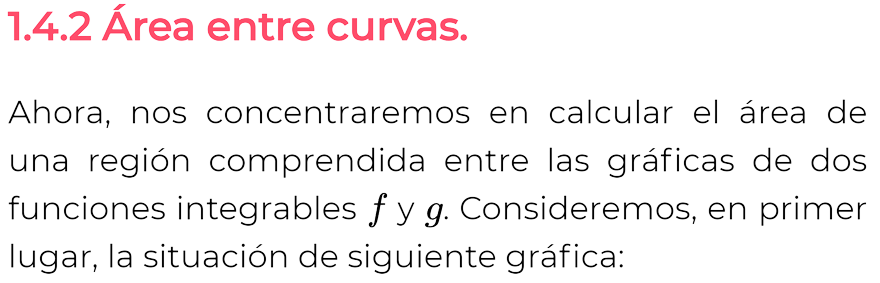 1.4.2 Área entre curvas.
Ahora, nos concentraremos en calcular el área de
una región comprendida entre las gráficas de dos
funciones integrables f y g. Consideremos, en primer
lugar, la situación de siguiente gráfica: